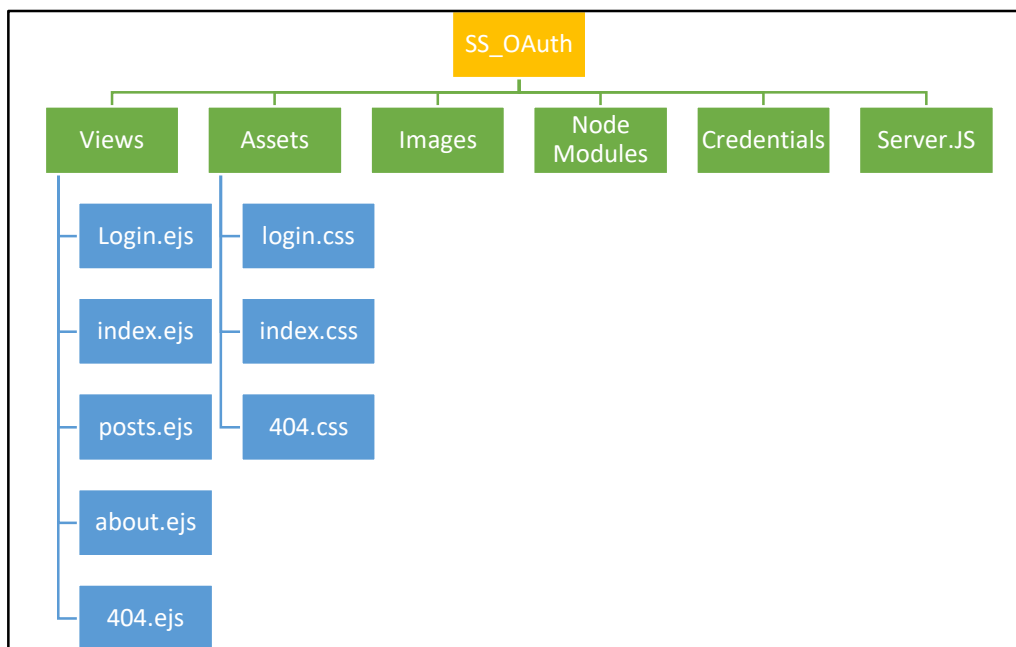 SS_OAuth
Views
Assets
Images
Node
Modules
Credentials
Server.JS
Login.ejs
login.css
index.ejs
index.css
posts.ejs
404.css
about.ejs
404.ejs